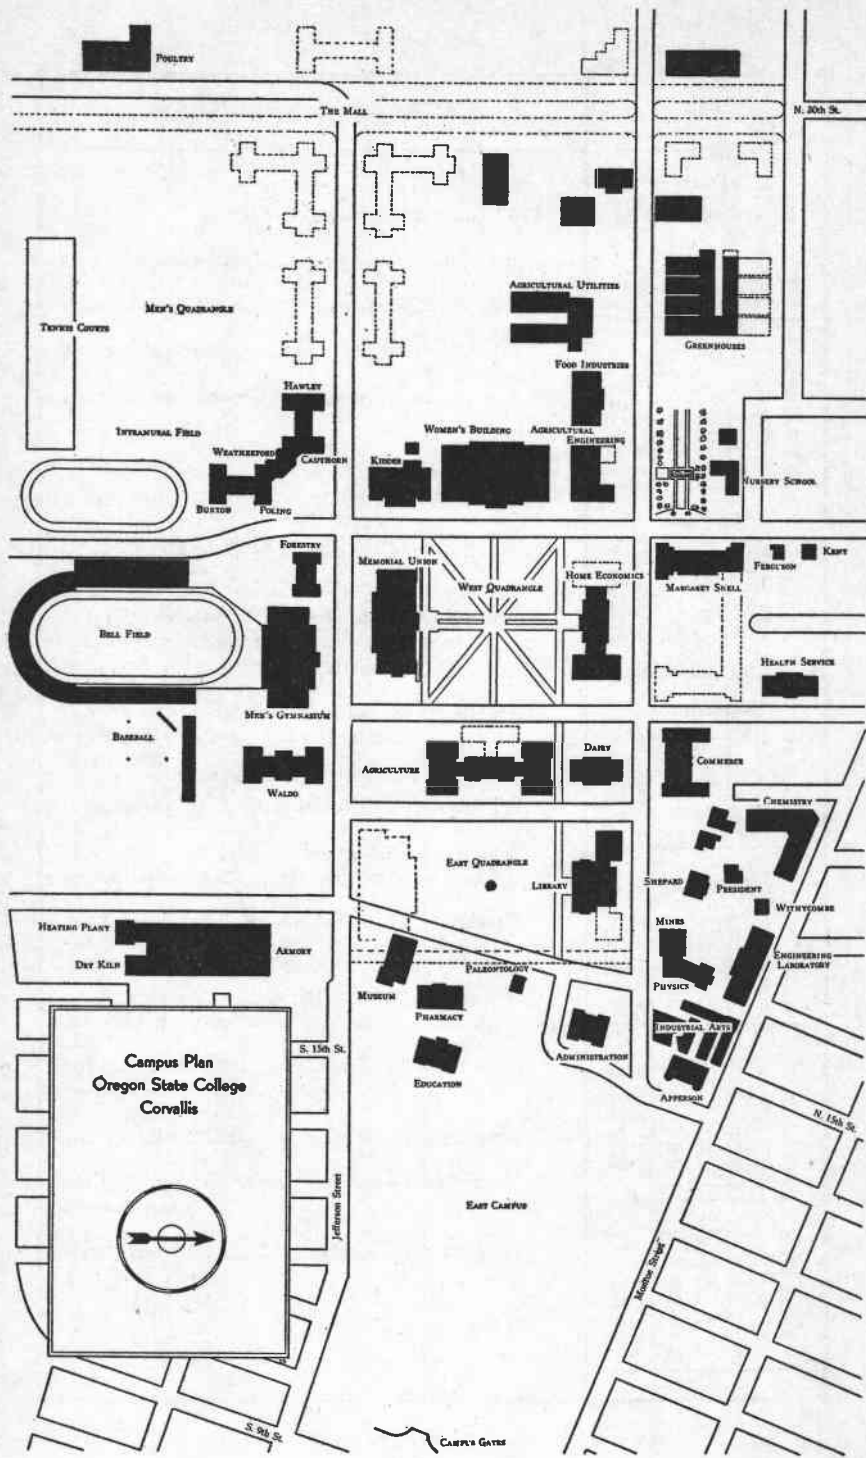 POULTRY
THE MALL
N. 30th St.
AGRICULTURAL UTILITIES
MEN'S QUADRANGLE
TENNIS COURTS
GREENHOUSES
FOOD INDUSTRIES
HAWLEY
INTRAMURAL FIELD
WOMEN'S BUILDING
AGRICULTURAL
ENGINEERING
WEATHERFORD
CAUTHORN
KIDDER
NURSERY SCHOOL
BUXTON
POLING
FORESTRY
KENT
FERGUSON
MEMORIAL UNION
WEST QUADRANGLE
HOME ECONOMICS
MARGARET SNELL
BELL FIELD
HEALTH SERVICE
MEN'S GYMNASIUM
BASEBALL
DAIRY
COMMERCE
AGRICULTURE
WALDO
CHEMISTRY
EAST QUADRANGLE
LIBRARY
SHEPARD
PRESIDENT
WITHYCOMBE
MINES
HEATING PLANT
ARMORY
ENGINEERING
LABORATORY
DRY KILN
PALEONTOLOGY
PHYSICS
MUSEUM
PHARMACY
INDUSTRIAL ARTS
S. 15th St.
ADMINISTRATION
Campus Plan
Oregon State College
Corvallis
EDUCATION
APPERSON
N. 15th St.
Jefferson Street
EAST CAMPUS
Monroe Street
S. 9th St.
CAMPUS GATES